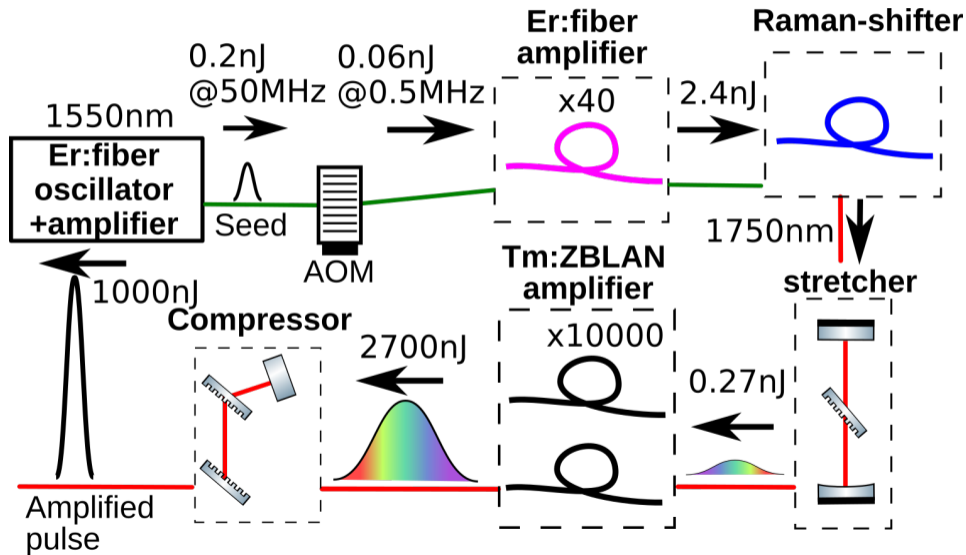 Er:fiber
amplifier
Raman-shifter
0.2nJ
@50MHz
0.06nJ
@0.5MHz
x40
2.4nJ
1550nm
Er:fiber
oscillator
+amplifier
Seed
AOM
1750nm
stretcher
Tm:ZBLAN
amplifier
x10000
0.27nJ
2700nJ
Compressor
1000nJ
Amplified
pulse